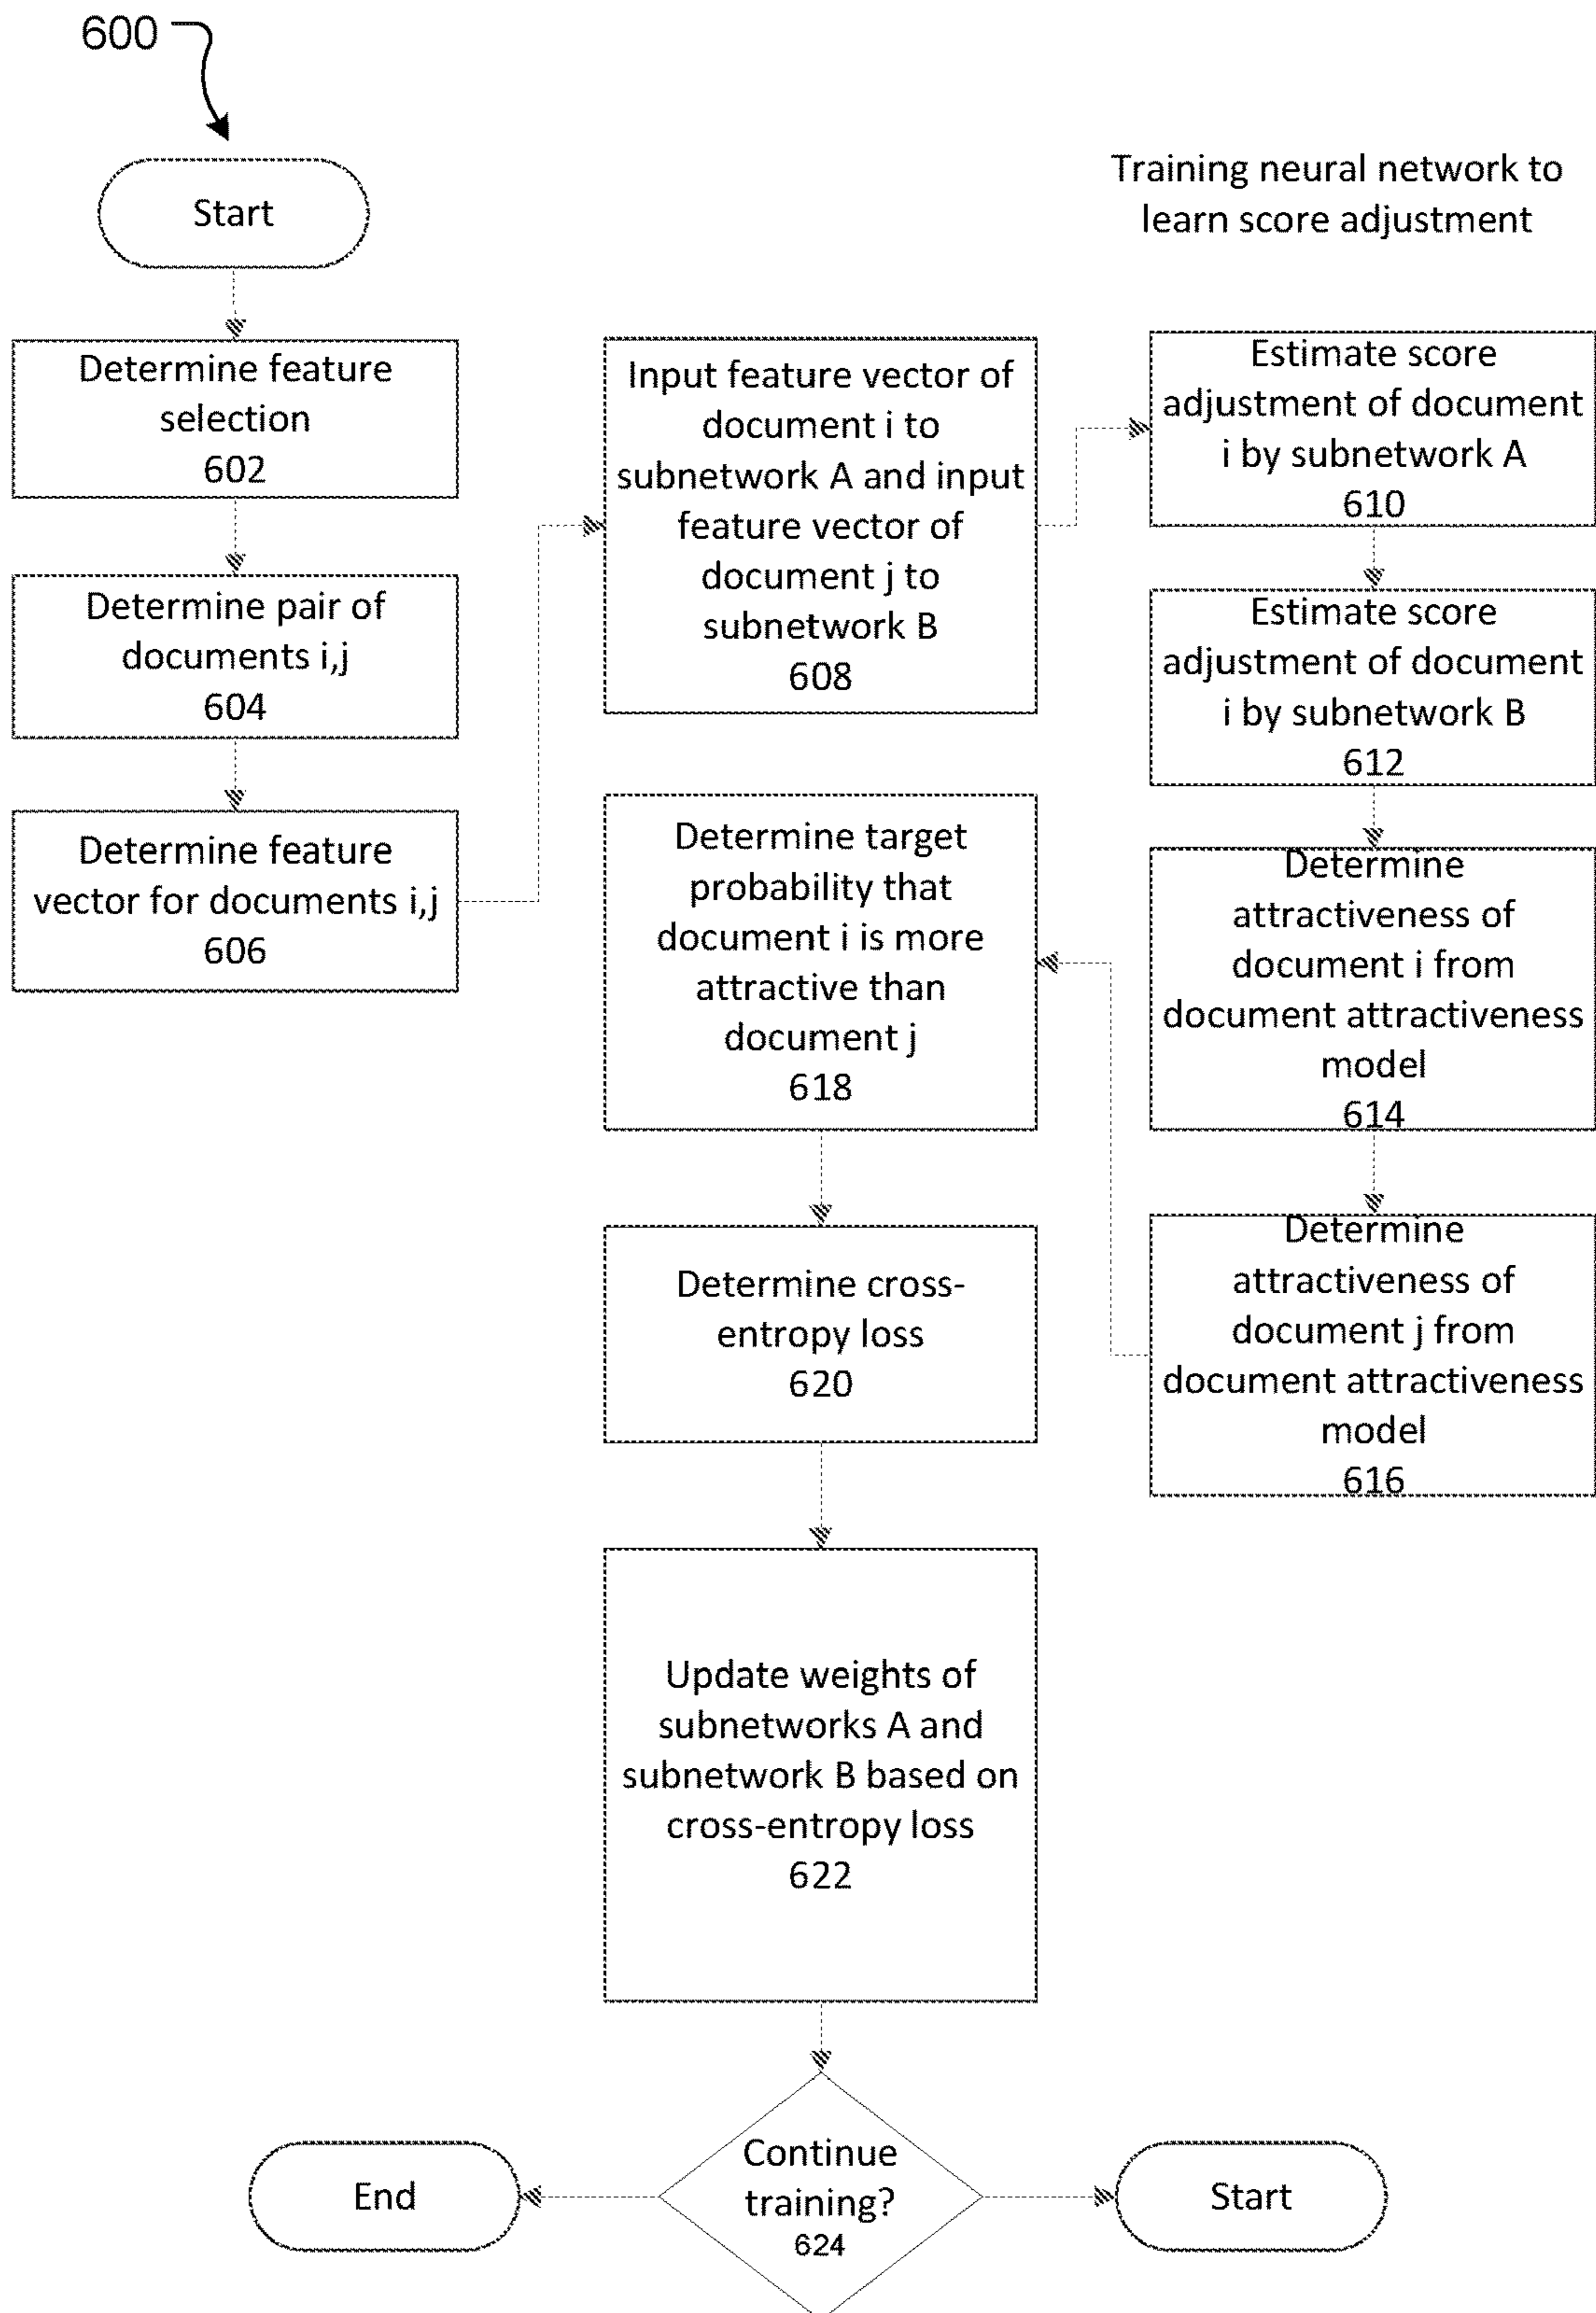 600
Training neural network to
learn score adjustment
Start
Determine feature
selection
602
Determine pair of
documents i,j
604
Determine feature
vector for documents i,j
606
Input feature vector of
document i to
subnetwork A and input
feature vector of
document j to
subnetwork B
608
Estimate score
adjustment of document
i by subnetwork A
610
Estimate score
adjustment of document
i by subnetwork B
612
Determine
attractiveness of
document i from
document attractiveness
model
614
Determine
attractiveness of
document j from
document attractiveness
model
616
Determine target
probability that
document i is more
attractive than
document j
618
Determine cross-
entropy loss
620
Update weights of
subnetworks A and
subnetwork B based on
cross-entropy loss
622
Continue
training?
624
End
Start